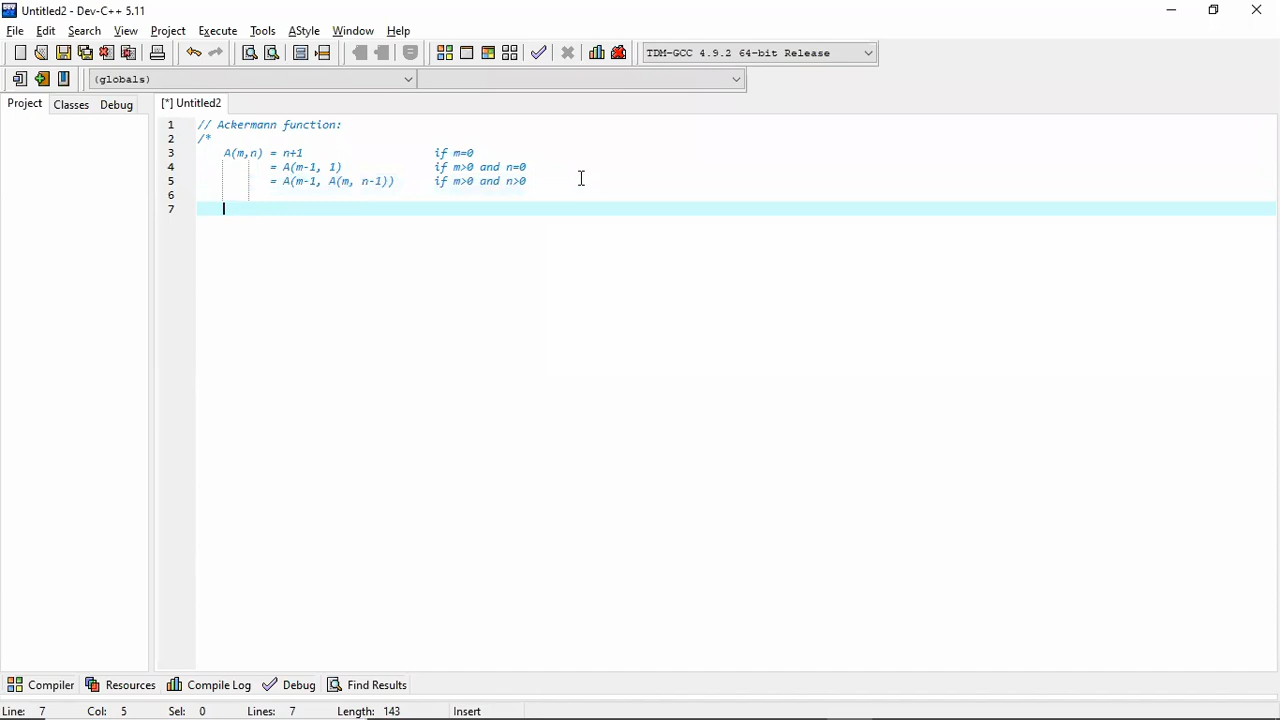 Untitled2 - Dev-C++ 5.11
File Edit Search View Project Execute Tools AStyle Window Help
TDM-GCC 4.9.2 64-bit Release
(globals)
Project Classes Debug [*] Untitled2
1 // Ackermann function:
2 /*
3 A(m,n) = n+1 if m=0
4 = A(m-1, 1) if m>0 and n=0
5 = A(m-1, A(m, n-1)) if m>0 and n>0
6
7
Compiler Resources Compile Log Debug Find Results
Line: 7 Col: 5 Sel: 0 Lines: 7 Length: 143 Insert